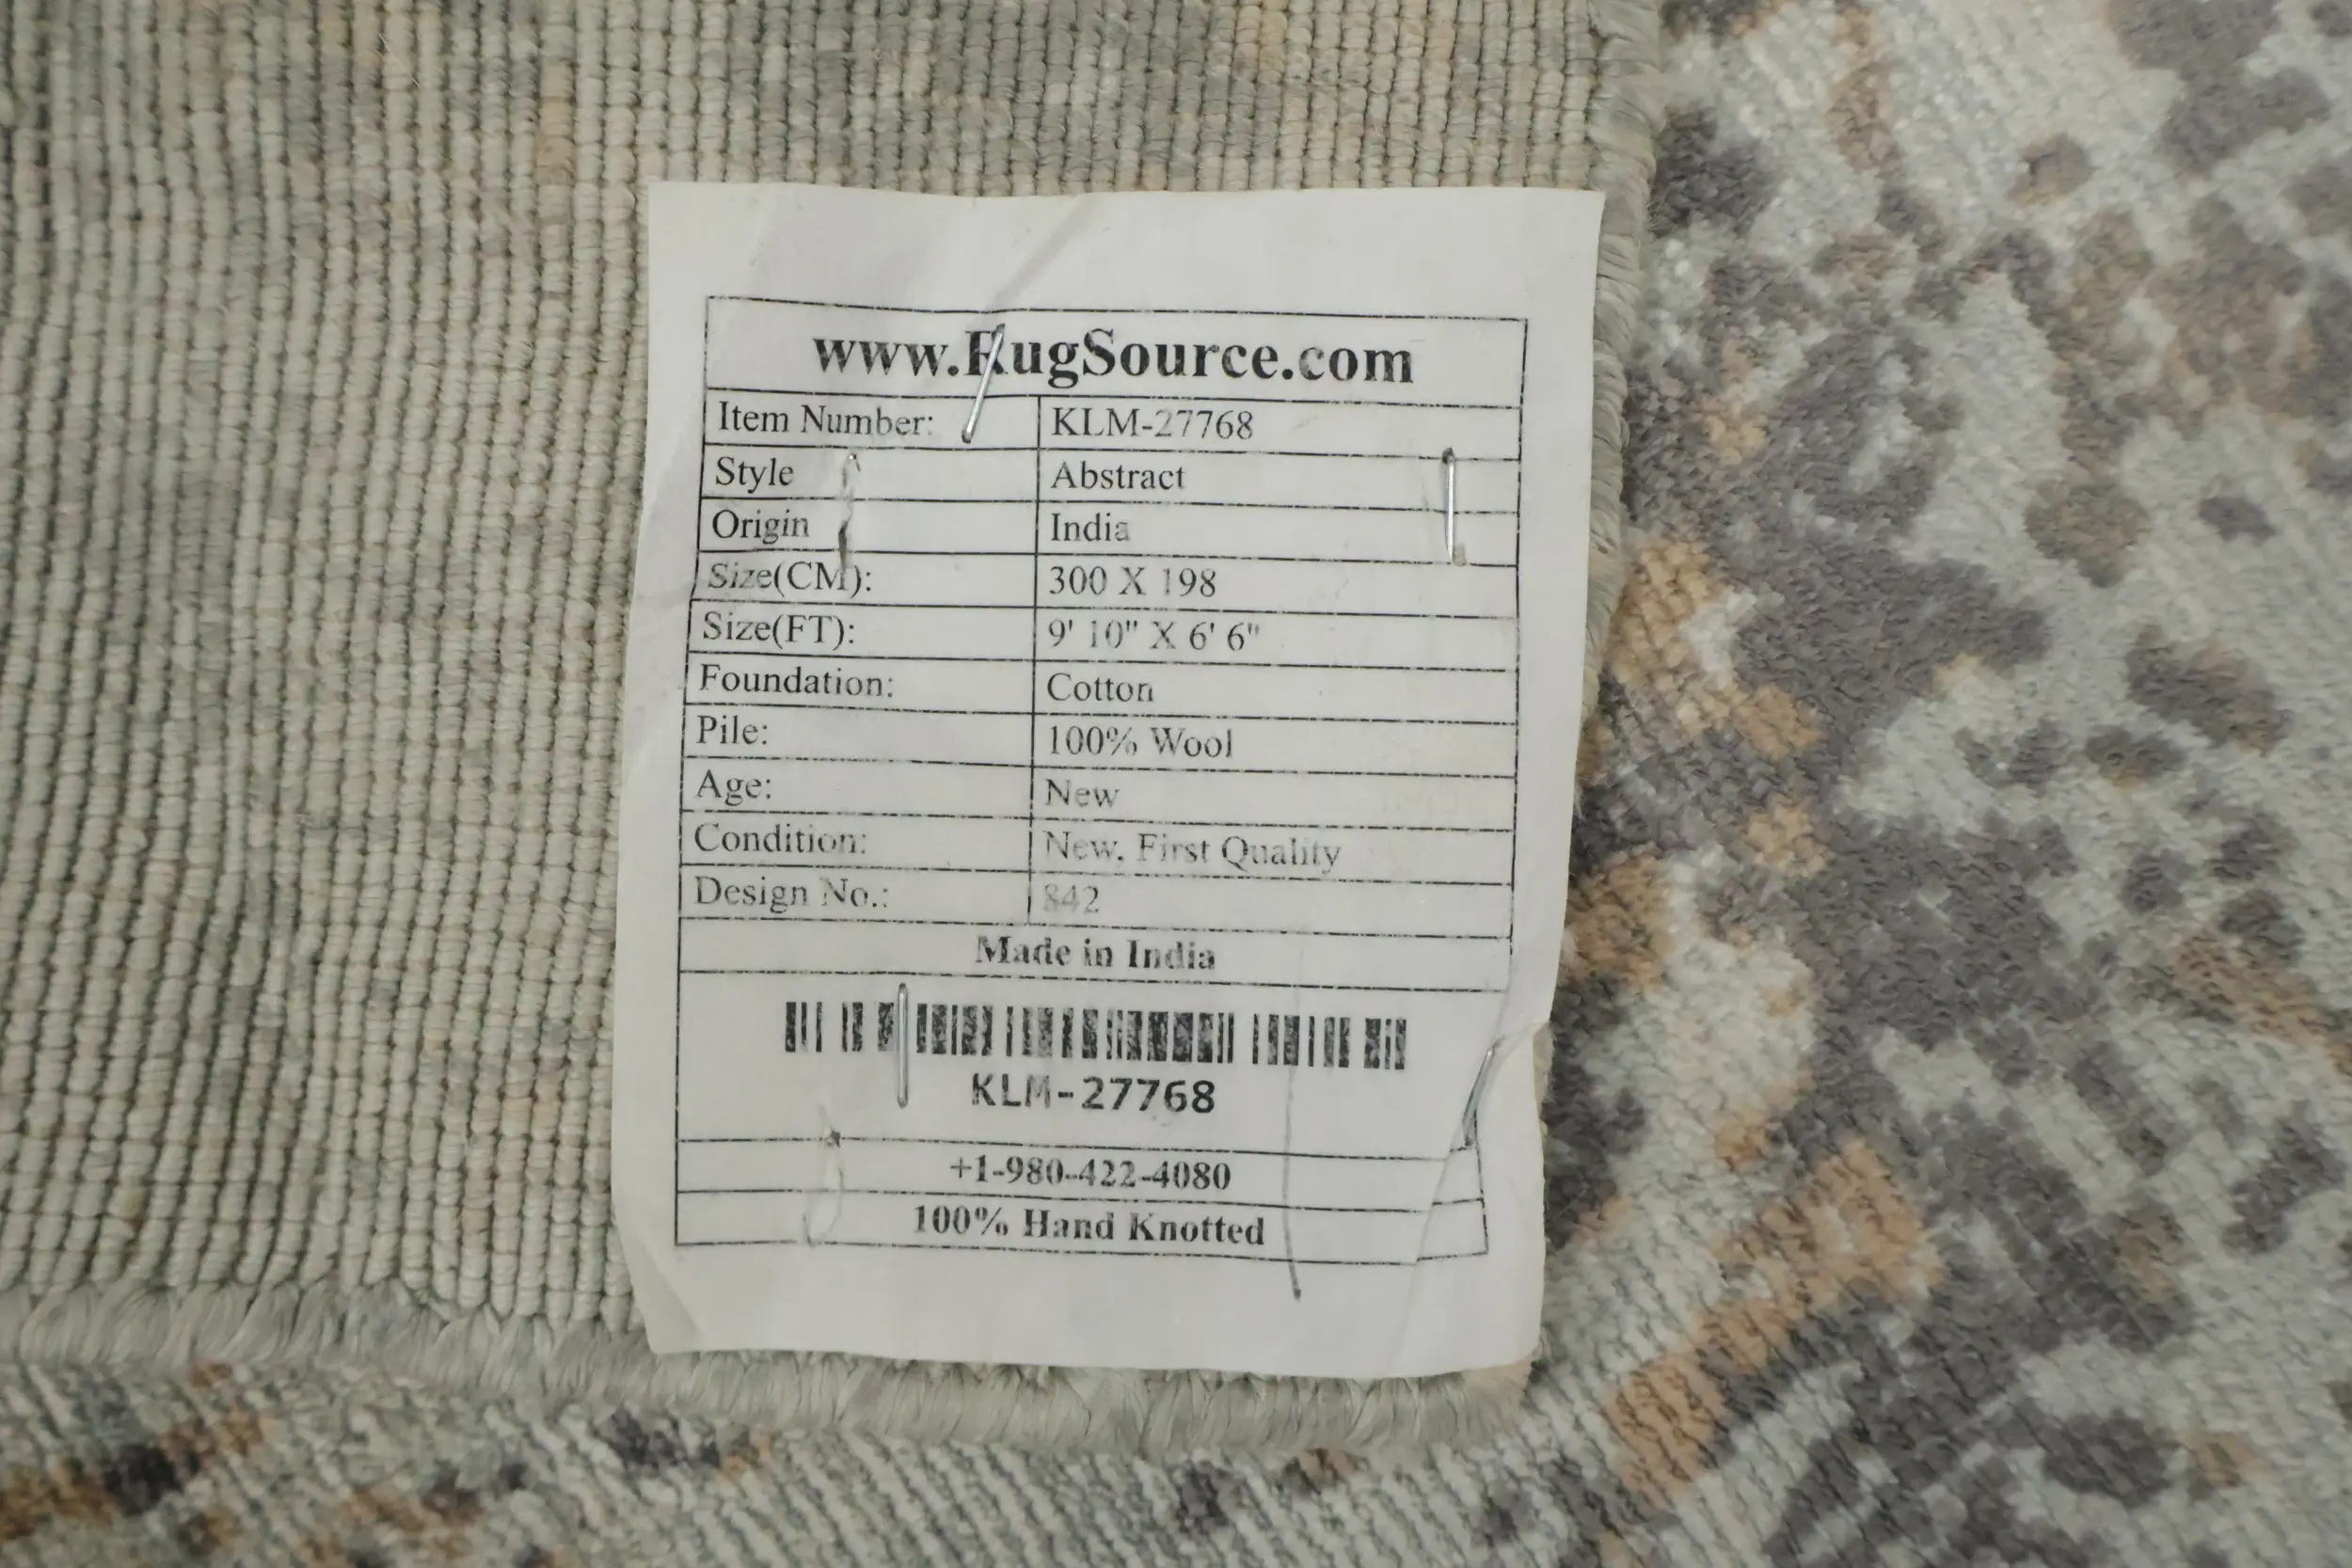 www.RugSource.com
Item Number: KLM-27768
Style Abstract
Origin India
Size(CM): 300 X 198
Size(FT): 9' 10" X 6' 6"
Foundation: Cotton
Pile: 100% Wool
Age: New
Condition: New, First Quality
Design No.: 842
Made in India
KLM-27768
+1-980-422-4080
100% Hand Knotted